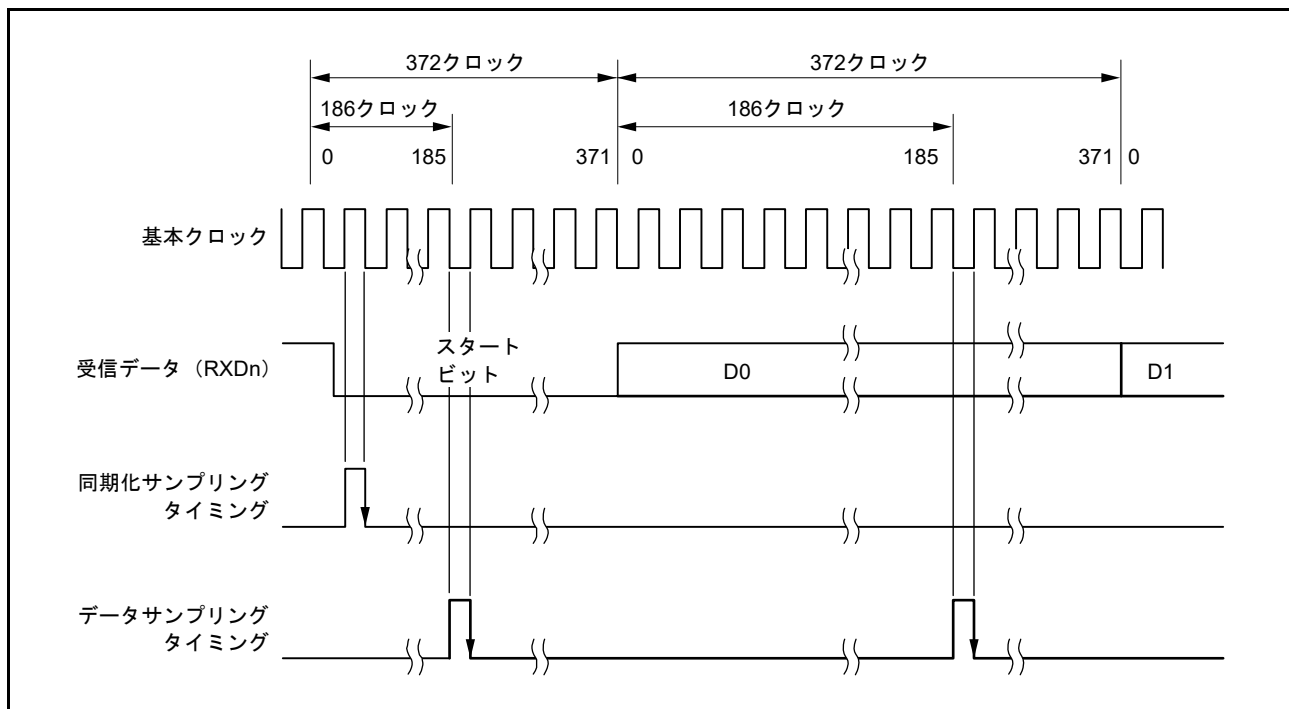 372クロック
372クロック
186クロック
186クロック
0
185
371
0
185
371
0
基本クロック
受信データ（RXDn）
スタート
ビット
D0
D1
同期化サンプリング
タイミング
データサンプリング
タイミング